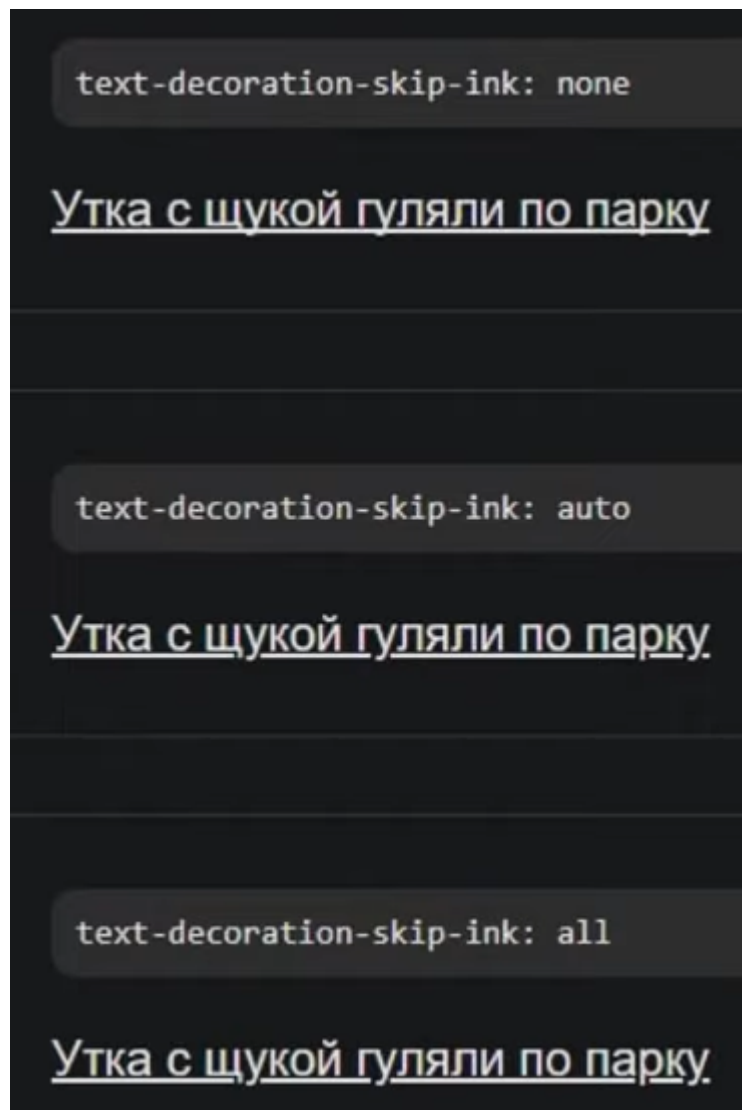 text-decoration-skip-ink: none
Утка с щукой гуляли по парку
text-decoration-skip-ink: auto
Утка с щукой гуляли по парку
text-decoration-skip-ink: all
Утка с щукой гуляли по парку